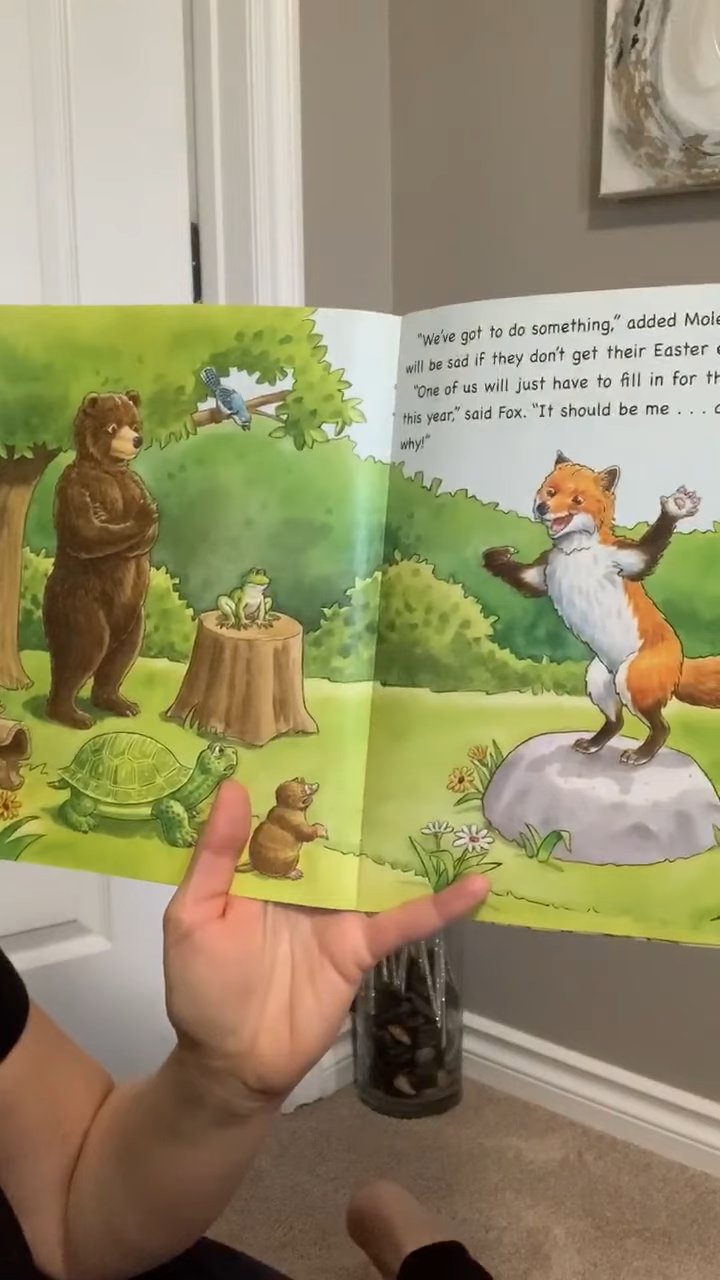 "We've got to do something," added Mole
will be sad if they don't get their Easter
"One of us will just have to fill in for
this year," said Fox. "It should be me . . .
why!"